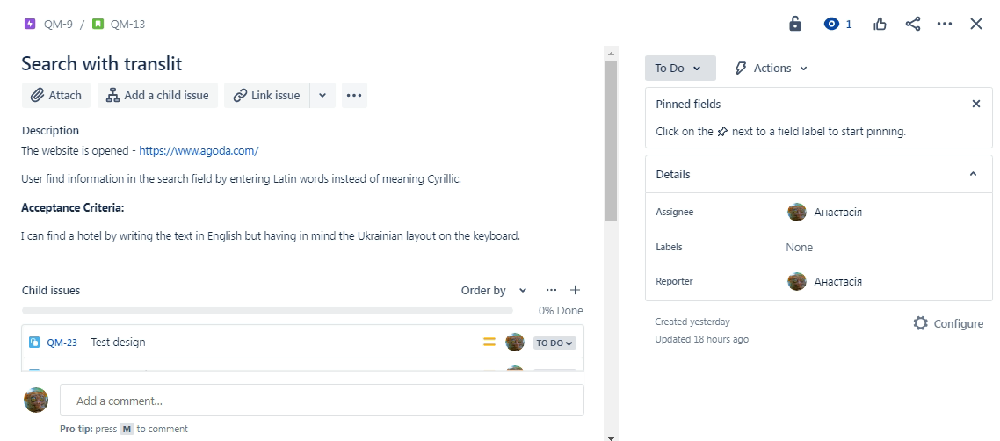 QM-9 / QM-13
1
Search with translit
Attach
Add a child issue
Link issue
Description
The website is opened - https://www.agoda.com/
User find information in the search field by entering Latin words instead of meaning Cyrillic.
Acceptance Criteria:
I can find a hotel by writing the text in English but having in mind the Ukrainian layout on the keyboard.
Child issues
Order by
0% Done
QM-23 Test design
TO DO
Add a comment...
Pro tip: press M to comment
To Do
Actions
Pinned fields
Click on the next to a field label to start pinning.
Details
Assignee Анастасія
Labels None
Reporter Анастасія
Created yesterday
Updated 18 hours ago
Configure